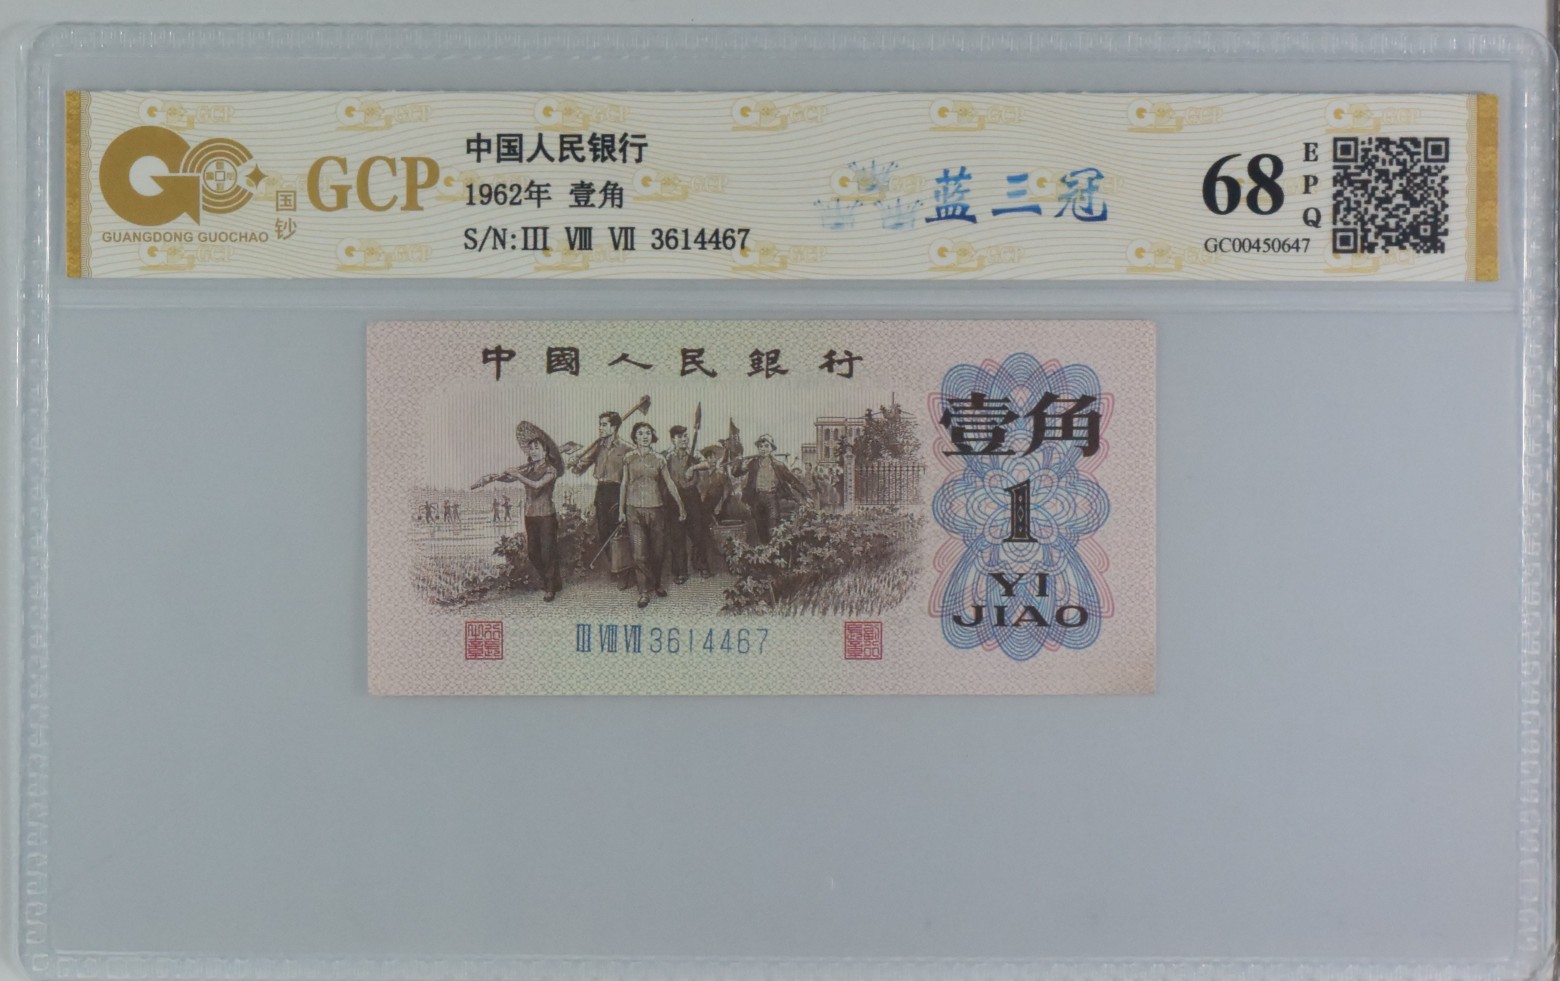 GCP
国钞
GUANGDONG GUOCHAO
中国人民银行
1962年 壹角
S/N:III VIII VII 3614467
蓝三冠
68
EPQ
GC00450647
中國人民銀行
壹角
1
YI
JIAO
III VIII VII 3614467